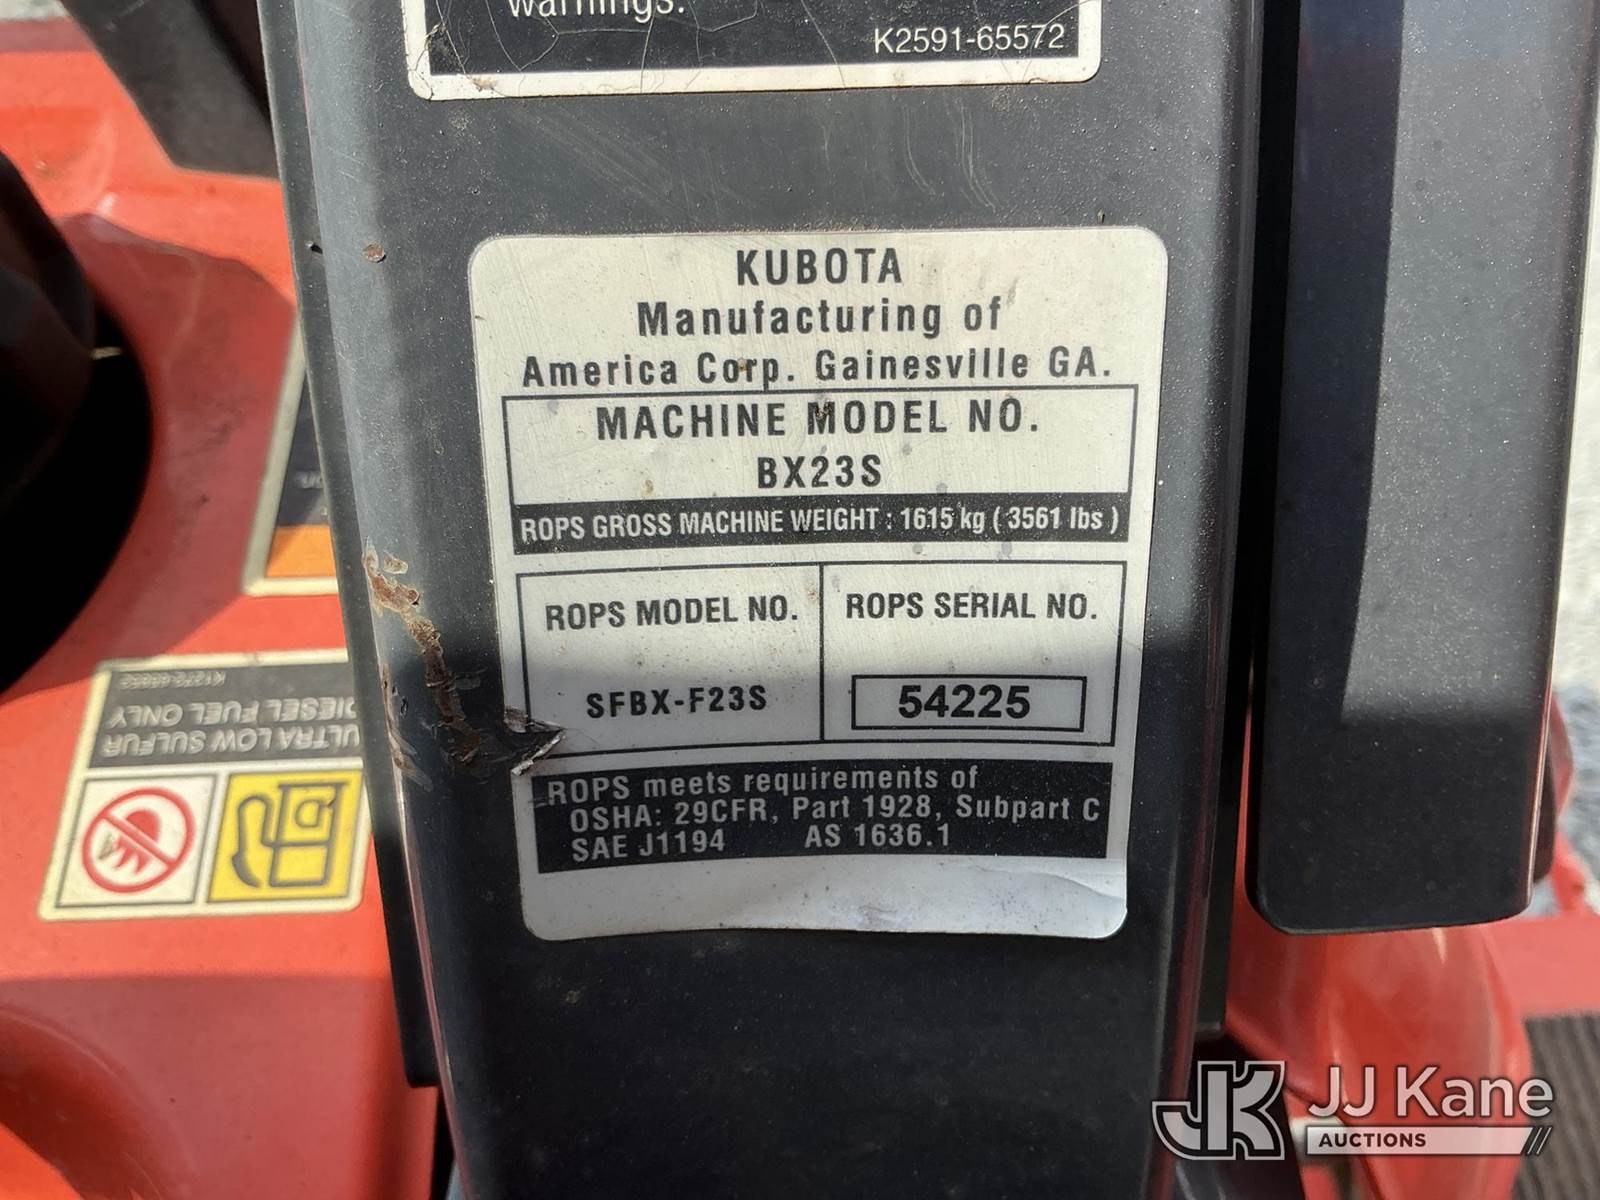 warnings.
K2591-65572
KUBOTA
Manufacturing of
America Corp. Gainesville GA.
MACHINE MODEL NO.
BX23S
ROPS GROSS MACHINE WEIGHT : 1615 kg ( 3561 lbs )
ROPS MODEL NO.
SFBX-F23S
ROPS SERIAL NO.
54225
ROPS meets requirements of
OSHA: 29CFR, Part 1928, Subpart C
SAE J1194 AS 1636.1
ULTRA LOW SULFUR
DIESEL FUEL ONLY
JK
JJ Kane
AUCTIONS